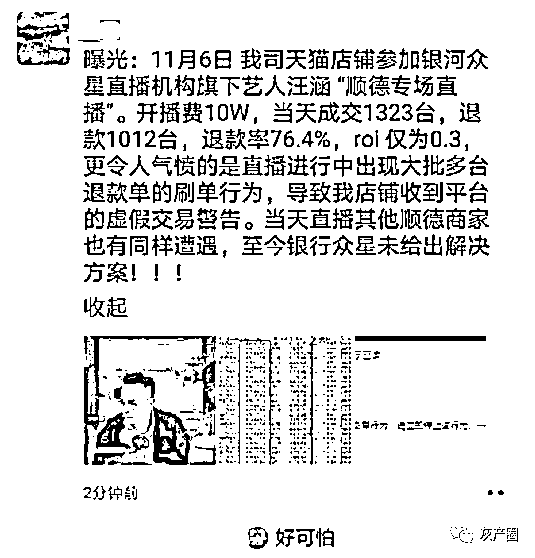 曝光：11月6日 我司天猫店铺参加银河众
星直播机构旗下艺人汪涵 “顺德专场直
播”。开播费10W，当天成交1323台，退
款1012台，退款率76.4%，roi 仅为0.3，
更令人气愤的是直播进行中出现大批多台
退款单的刷单行为，导致我店铺收到平台
的虚假交易警告。当天直播其他顺德商家
也有同样遭遇，至今银行众星未给出解决
方案！！！
收起
2分钟前
好可怕
灰产圈